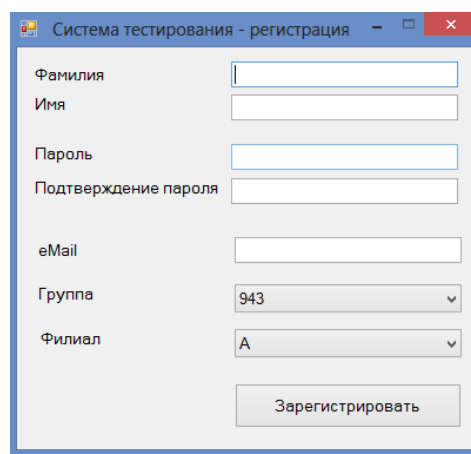 Система тестирования - регистрация
Фамилия
Имя
Пароль
Подтверждение пароля
eMail
Группа 943
Филиал A
Зарегистрировать